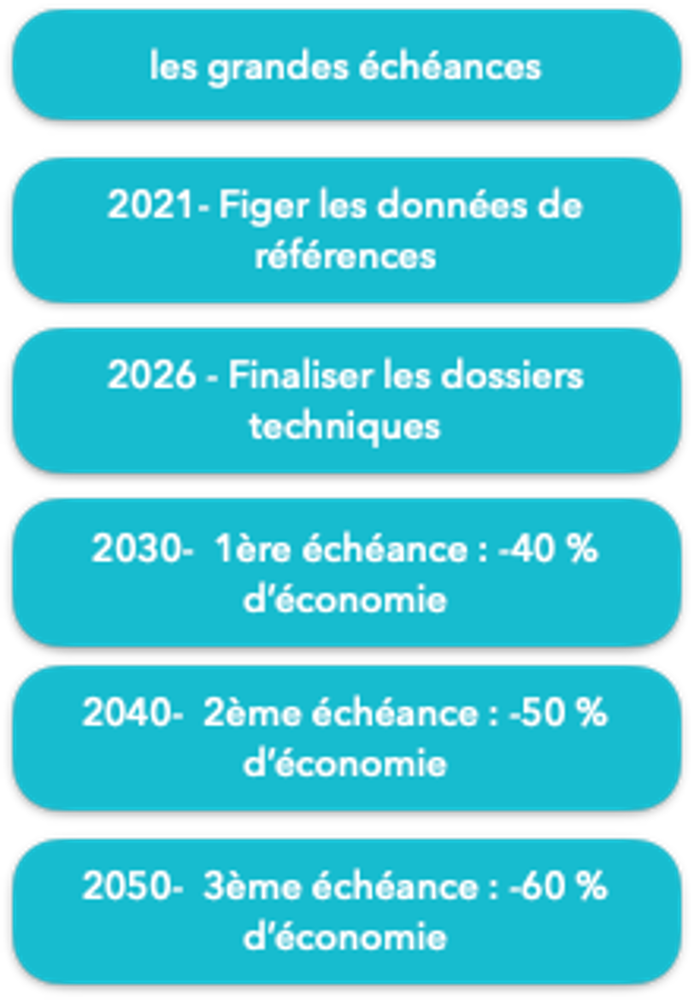 les grandes échéances
2021- Figer les données de
références
2026 - Finaliser les dossiers
techniques
2030-  1ère échéance : -40 %
d’économie
2040-  2ème échéance : -50 %
d’économie
2050-  3ème échéance : -60 %
d’économie